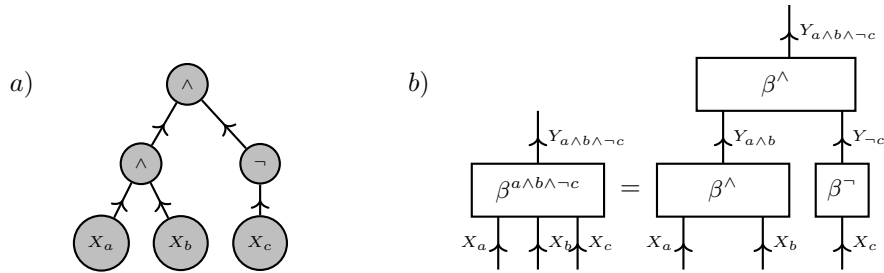 a)
∧
∧ ¬
X_a X_b X_c
b)
Y_{a∧b∧¬c}
β^∧
Y_{a∧b∧¬c} Y_{a∧b} Y_{¬c}
β^{a∧b∧¬c} = β^∧ β^¬
X_a X_b X_c X_a X_b X_c